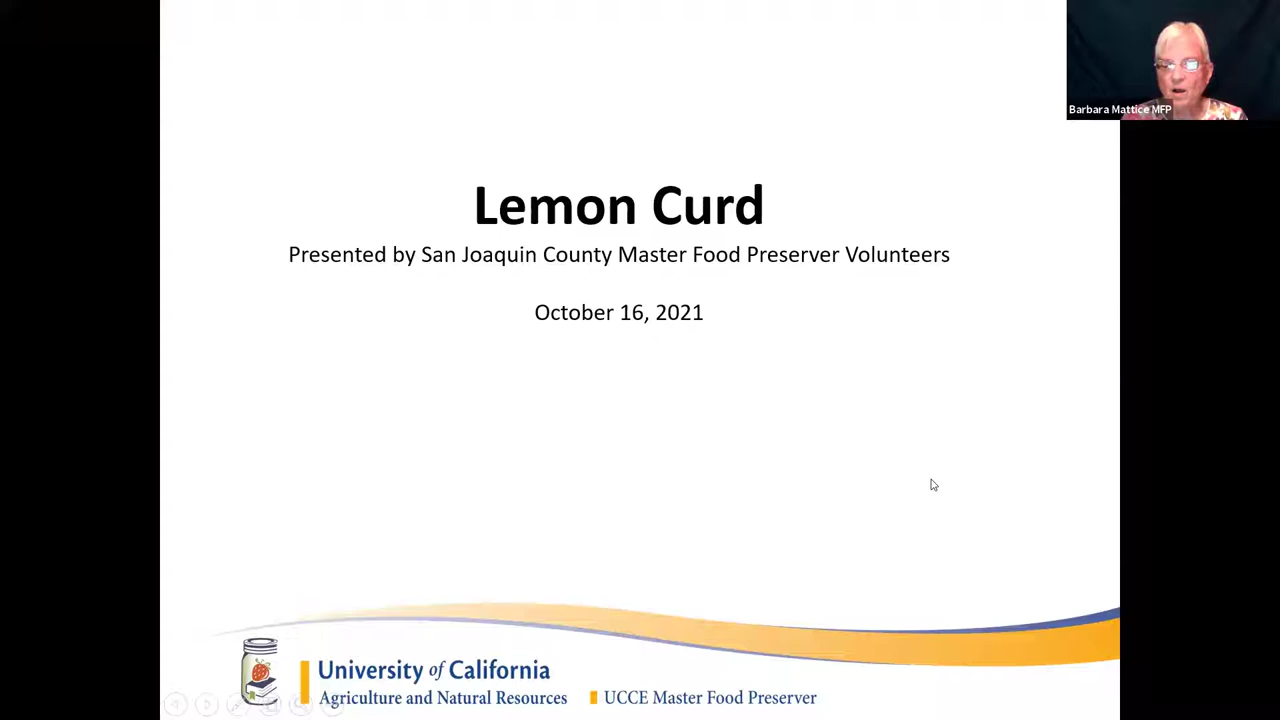 Barbara Mattice MFP
Lemon Curd
Presented by San Joaquin County Master Food Preserver Volunteers
October 16, 2021
University of California
Agriculture and Natural Resources
UCCE Master Food Preserver